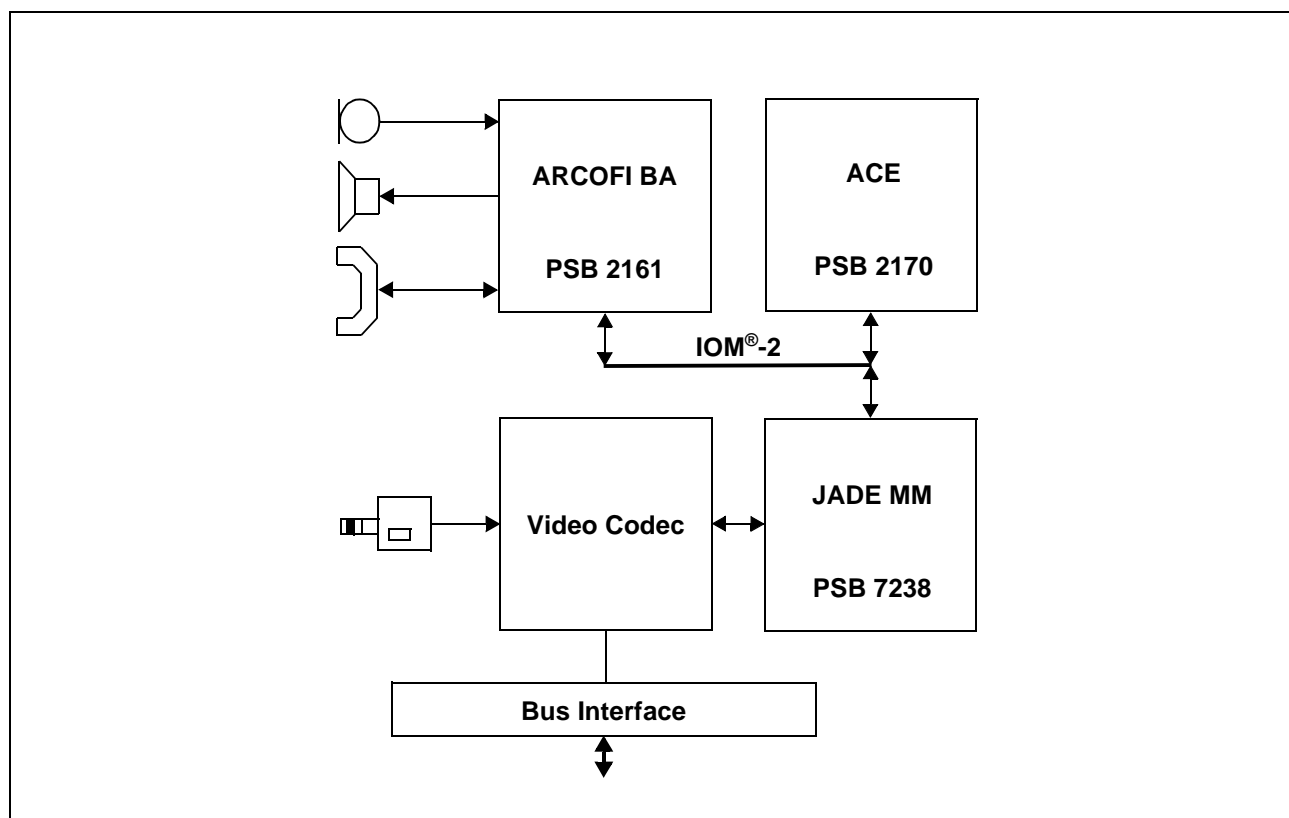 ARCOFI BA
PSB 2161
ACE
PSB 2170
IOM®-2
Video Codec
JADE MM
PSB 7238
Bus Interface